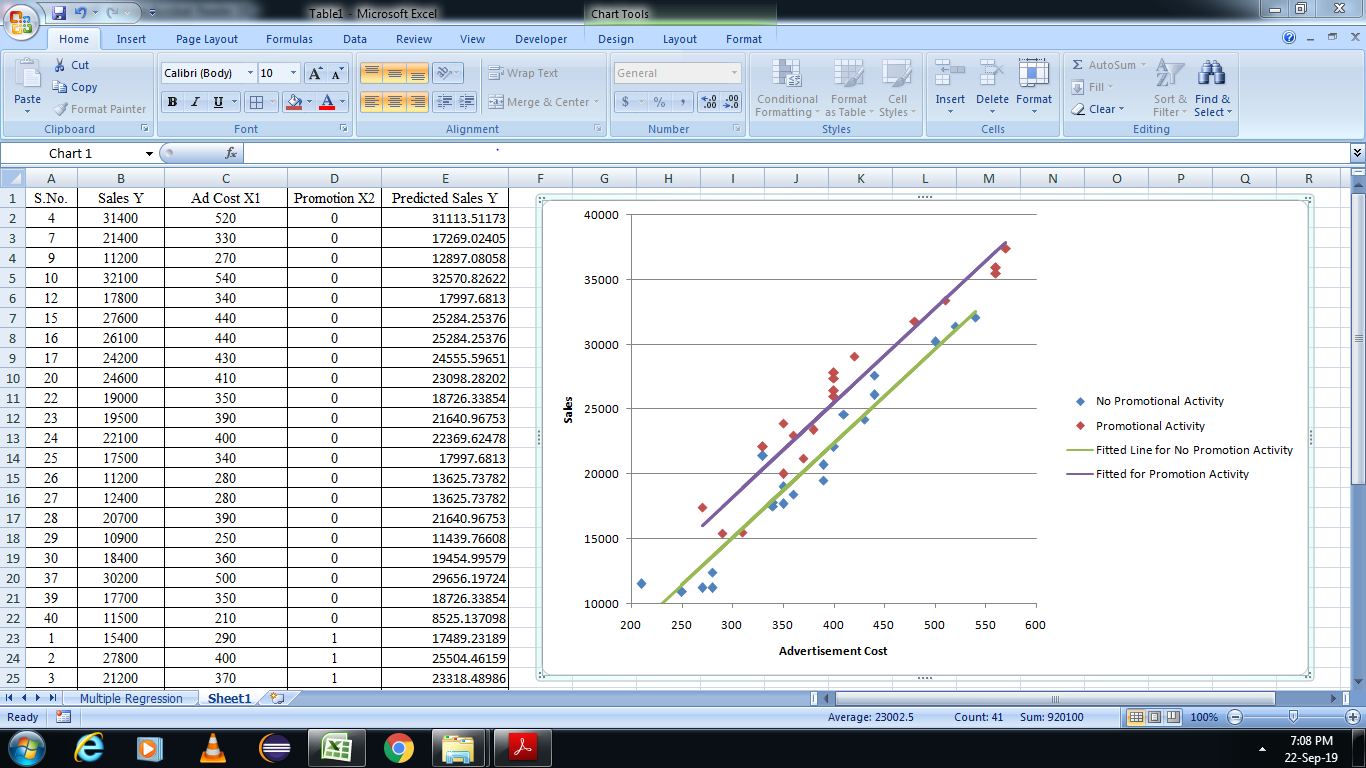 Table1 - Microsoft Excel
Chart Tools
Home Insert Page Layout Formulas Data Review View Developer Design Layout Format
Paste
Cut
Copy
Format Painter
Clipboard
Calibri (Body) 10
B I U
Font
Wrap Text
Merge & Center
Alignment
General
$ % ,
Number
Conditional Formatting
Format as Table
Cell Styles
Styles
Insert Delete Format
Cells
AutoSum
Fill
Clear
Sort & Filter
Find & Select
Editing
Chart 1 fx
A B C D E F G H I J K L M N O P Q R
1 S.No. Sales Y Ad Cost X1 Promotion X2 Predicted Sales Y
2 4 31400 520 0 31113.51173
3 7 21400 330 0 17269.02405
4 9 11200 270 0 12897.08058
5 10 32100 540 0 32570.82622
6 12 17800 340 0 17997.6813
7 15 27600 440 0 25284.25376
8 16 26100 440 0 25284.25376
9 17 24200 430 0 24555.59651
10 20 24600 410 0 23098.28202
11 22 19000 350 0 18726.33854
12 23 19500 390 0 21640.96753
13 24 22100 400 0 22369.62478
14 25 17500 340 0 17997.6813
15 26 11200 280 0 13625.73782
16 27 12400 280 0 13625.73782
17 28 20700 390 0 21640.96753
18 29 10900 250 0 11439.76608
19 30 18400 360 0 19454.99579
20 37 30200 500 0 29656.19724
21 39 17700 350 0 18726.33854
22 40 11500 210 0 8525.137098
23 1 15400 290 1 17489.23189
24 2 27800 400 1 25504.46159
25 3 21200 370 1 23318.48986
40000
35000
30000
25000
20000
15000
10000
Sales
200 250 300 350 400 450 500 550 600
Advertisement Cost
No Promotional Activity
Promotional Activity
Fitted Line for No Promotion Activity
Fitted for Promotion Activity
Multiple Regression Sheet1
Ready Average: 23002.5 Count: 41 Sum: 920100 100%
7:08 PM
22-Sep-19